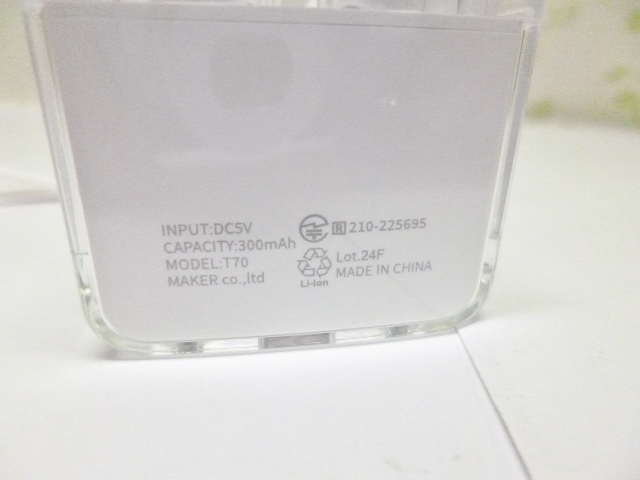 INPUT:DC5V
CAPACITY:300mAh
MODEL:T70
MAKER co.,ltd
R 210-225695
Lot.24F
MADE IN CHINA
Li-ion